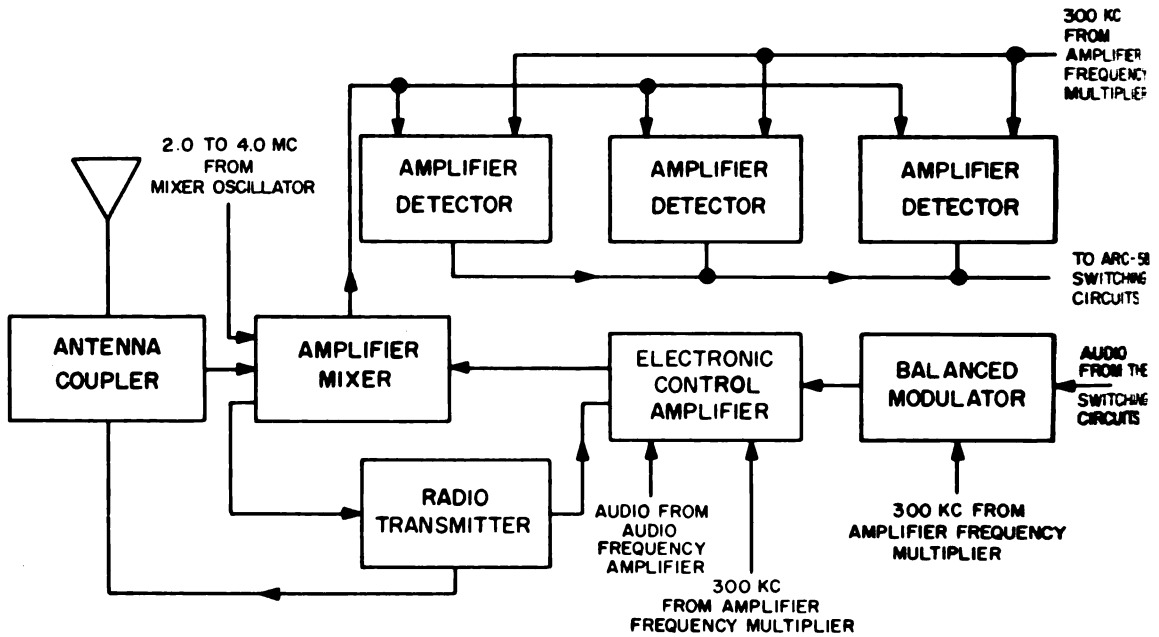 300 KC
FROM
AMPLIFIER
FREQUENCY
MULTIPLIER
2.0 TO 4.0 MC
FROM
MIXER OSCILLATOR
AMPLIFIER
DETECTOR
AMPLIFIER
DETECTOR
AMPLIFIER
DETECTOR
TO ARC-58
SWITCHING
CIRCUITS
ANTENNA
COUPLER
AMPLIFIER
MIXER
ELECTRONIC
CONTROL
AMPLIFIER
BALANCED
MODULATOR
AUDIO
FROM THE
SWITCHING
CIRCUITS
RADIO
TRANSMITTER
AUDIO FROM
AUDIO
FREQUENCY
AMPLIFIER
300 KC
FROM AMPLIFIER
FREQUENCY MULTIPLIER
300 KC FROM
AMPLIFIER FREQUENCY
MULTIPLIER